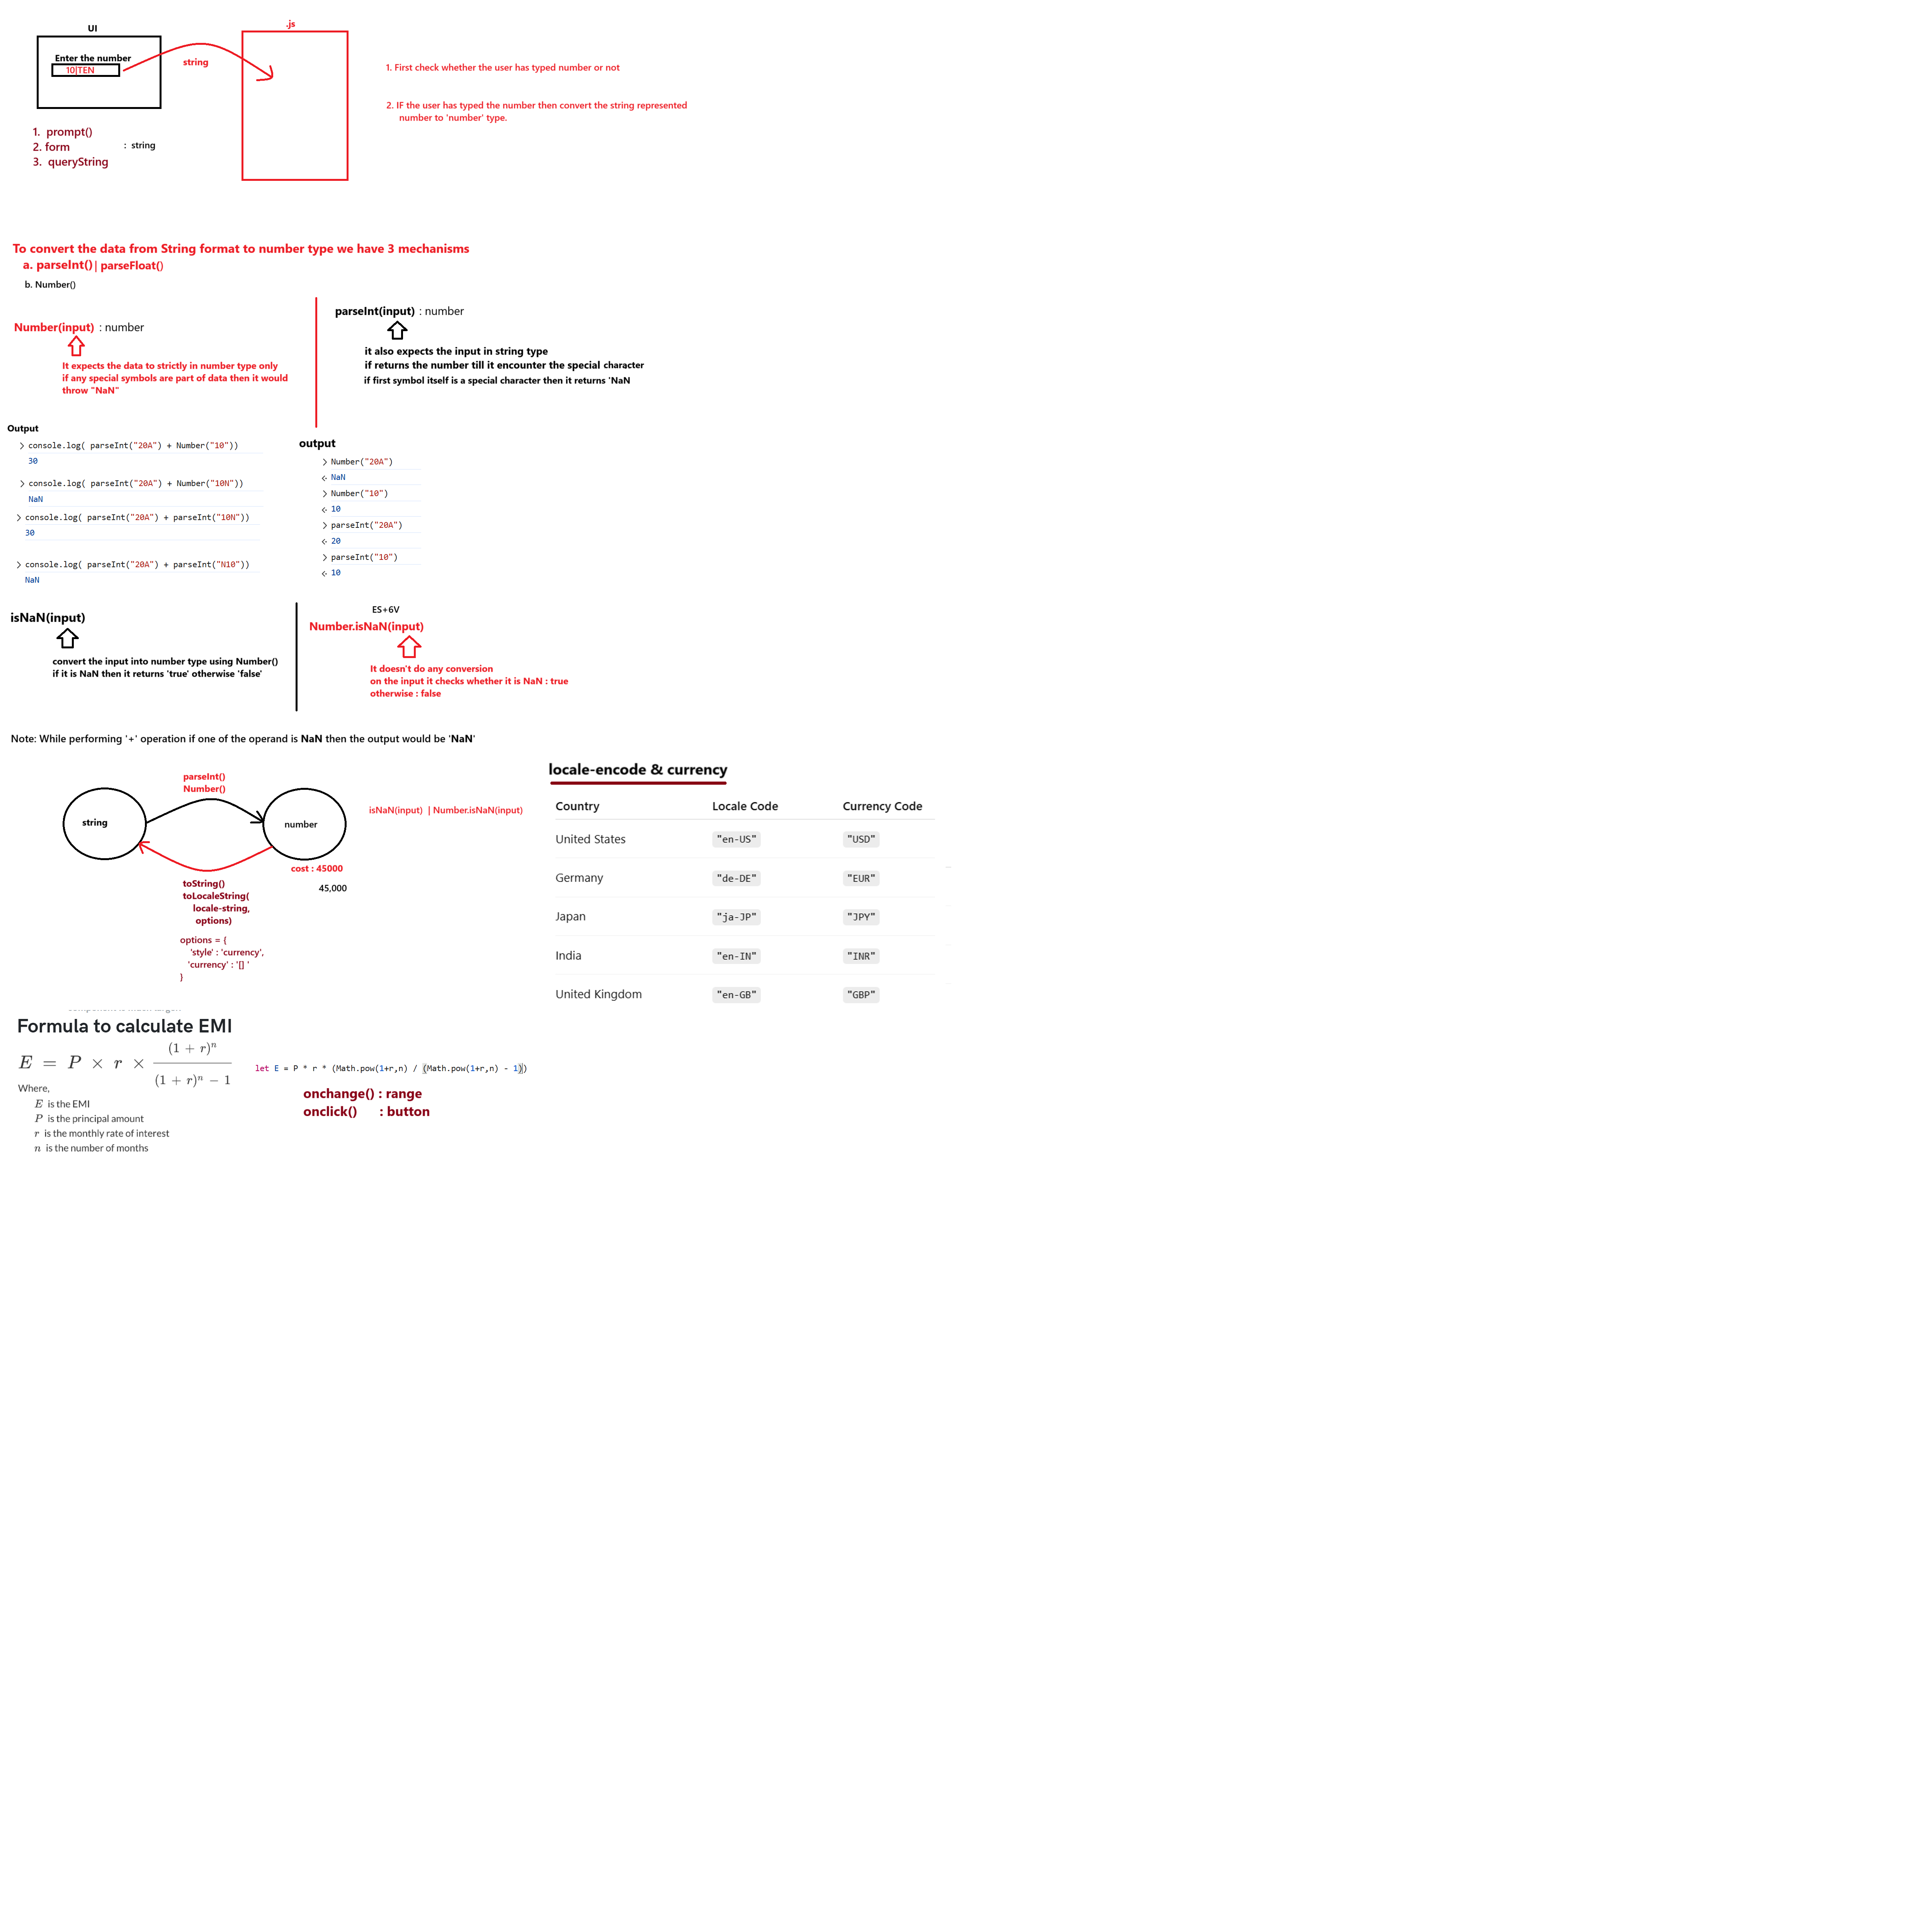 UI
.js
Enter the number
10|TEN
string
1. First check whether the user has typed number or not
2. IF the user has typed the number then convert the string represented
number to 'number' type.
1. prompt()
2. form
3. queryString
: string
To convert the data from String format to number type we have 3 mechanisms
a. parseInt() | parseFloat()
b. Number()
Number(input) : number
It expects the data to strictly in number type only
if any special symbols are part of data then it would
throw "NaN"
parseInt(input) : number
it also expects the input in string type
if returns the number till it encounter the special character
if first symbol itself is a special character then it returns 'NaN
Output
> console.log( parseInt("20A") + Number("10"))
30
> console.log( parseInt("20A") + Number("10N"))
NaN
> console.log( parseInt("20A") + parseInt("10N"))
30
> console.log( parseInt("20A") + parseInt("N10"))
NaN
output
> Number("20A")
NaN
> Number("10")
10
> parseInt("20A")
20
> parseInt("10")
10
isNaN(input)
convert the input into number type using Number()
if it is NaN then it returns 'true' otherwise 'false'
ES+6V
Number.isNaN(input)
It doesn't do any conversion
on the input it checks whether it is NaN : true
otherwise : false
Note: While performing '+' operation if one of the operand is NaN then the output would be 'NaN'
parseInt()
Number()
string
number
isNaN(input) | Number.isNaN(input)
cost : 45000
45,000
toString()
toLocaleString(
locale-string,
options)
options = {
'style' : 'currency',
'currency' : '[] '
}
locale-encode & currency
Country Locale Code Currency Code
United States "en-US" "USD"
Germany "de-DE" "EUR"
Japan "ja-JP" "JPY"
India "en-IN" "INR"
United Kingdom "en-GB" "GBP"
Formula to calculate EMI
E = P × r × (1 + r)^n / (1 + r)^n − 1
Where,
E is the EMI
P is the principal amount
r is the monthly rate of interest
n is the number of months
let E = P * r * (Math.pow(1+r,n) / (Math.pow(1+r,n) - 1))
onchange() : range
onclick() : button